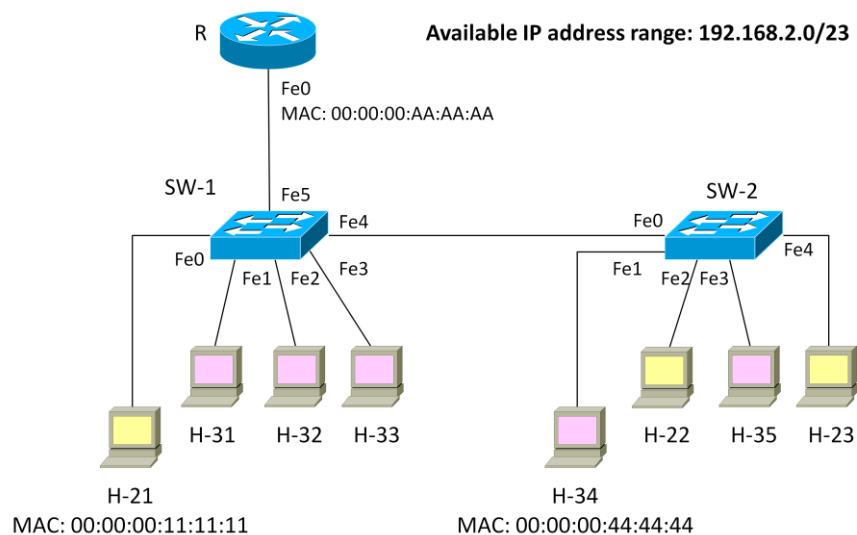 R
Available IP address range: 192.168.2.0/23
Fe0
MAC: 00:00:00:AA:AA:AA
SW-1
Fe5
Fe4
Fe0
Fe1
Fe2
Fe3
SW-2
Fe0
Fe1
Fe2
Fe3
Fe4
H-31
H-32
H-33
H-21
MAC: 00:00:00:11:11:11
H-22
H-35
H-23
H-34
MAC: 00:00:00:44:44:44